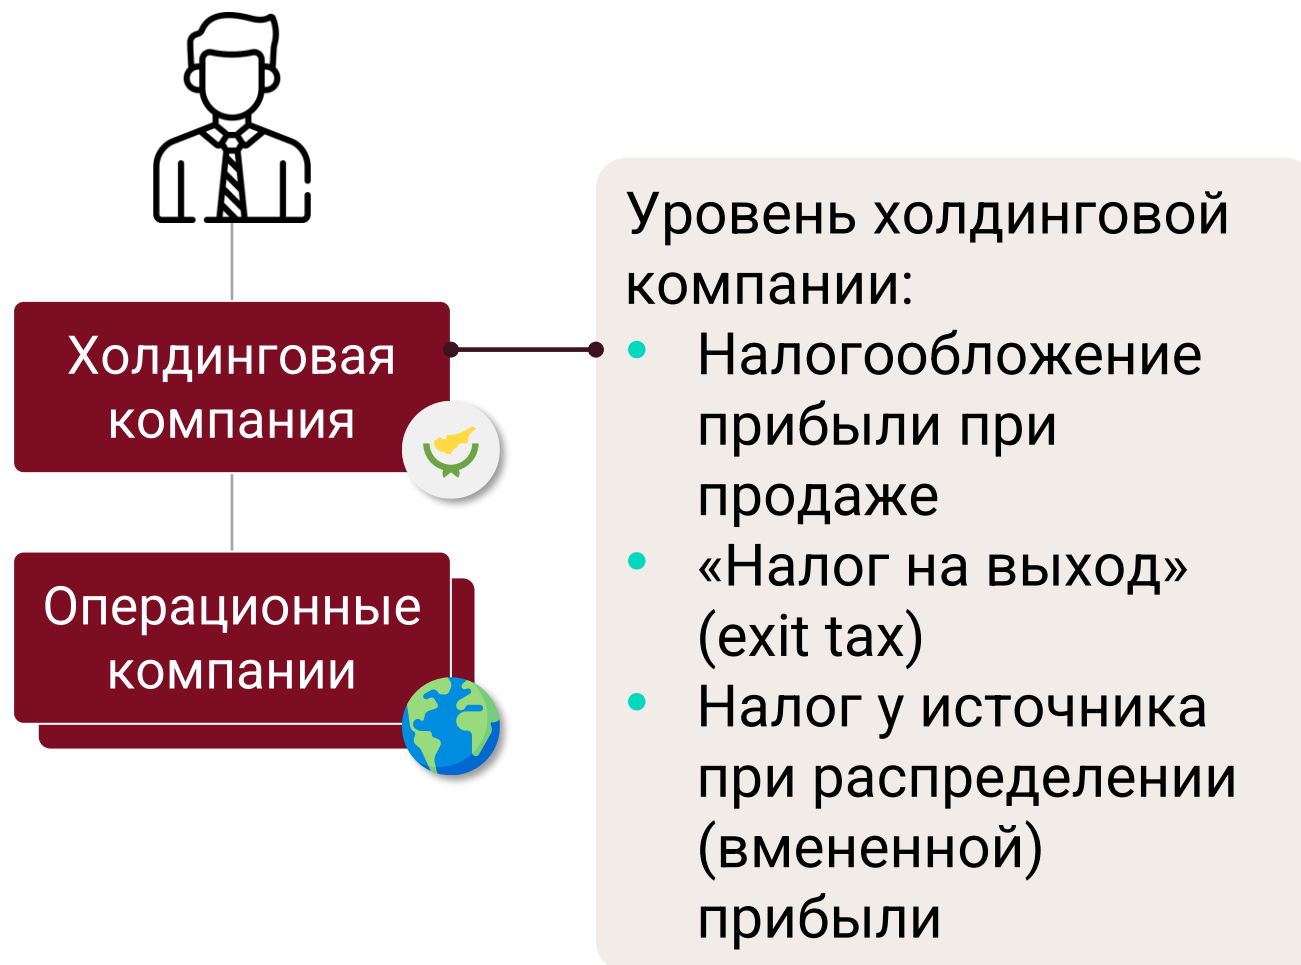 Холдинговая
компания
Операционные
компании
Уровень холдинговой
компании:
• Налогообложение
прибыли при
продаже
• «Налог на выход»
(exit tax)
• Налог у источника
при распределении
(вмененной)
прибыли